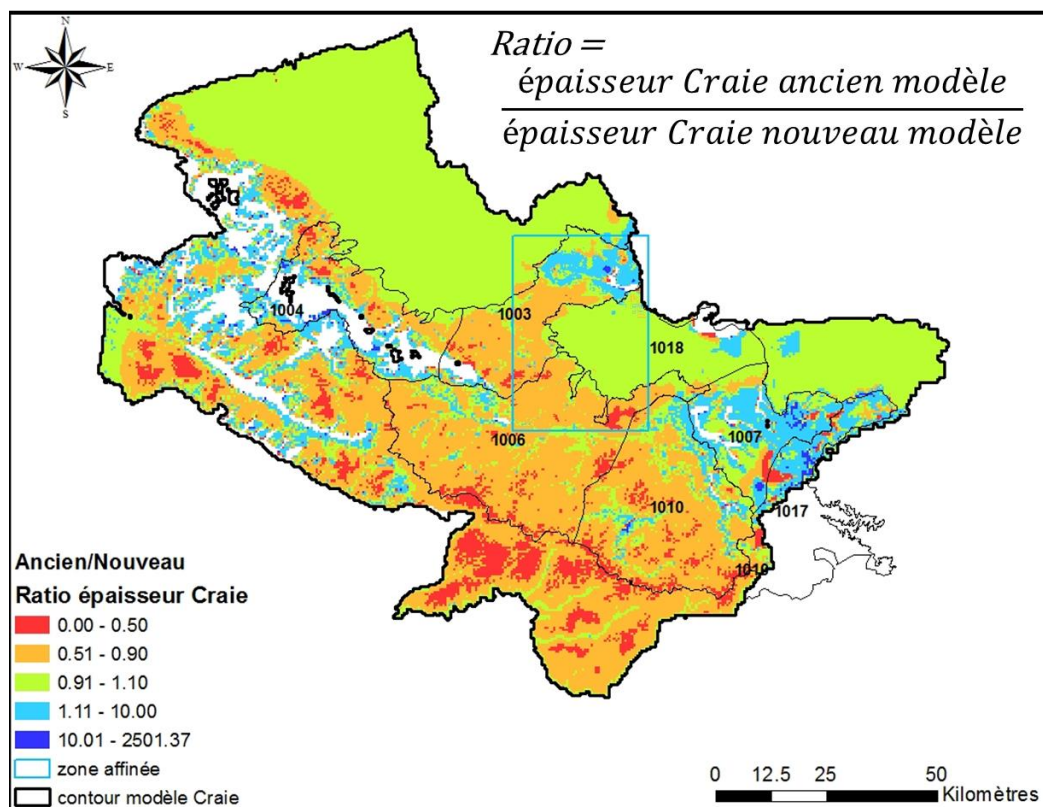 N
W E
S
Ratio =
épaisseur Craie ancien modèle
épaisseur Craie nouveau modèle
1003
1004
1018
1006
1007
1010
1017
1019
Ancien/Nouveau
Ratio épaisseur Craie
0.00 - 0.50
0.51 - 0.90
0.91 - 1.10
1.11 - 10.00
10.01 - 2501.37
zone affinée
contour modèle Craie
0 12.5 25 50
Kilomètres